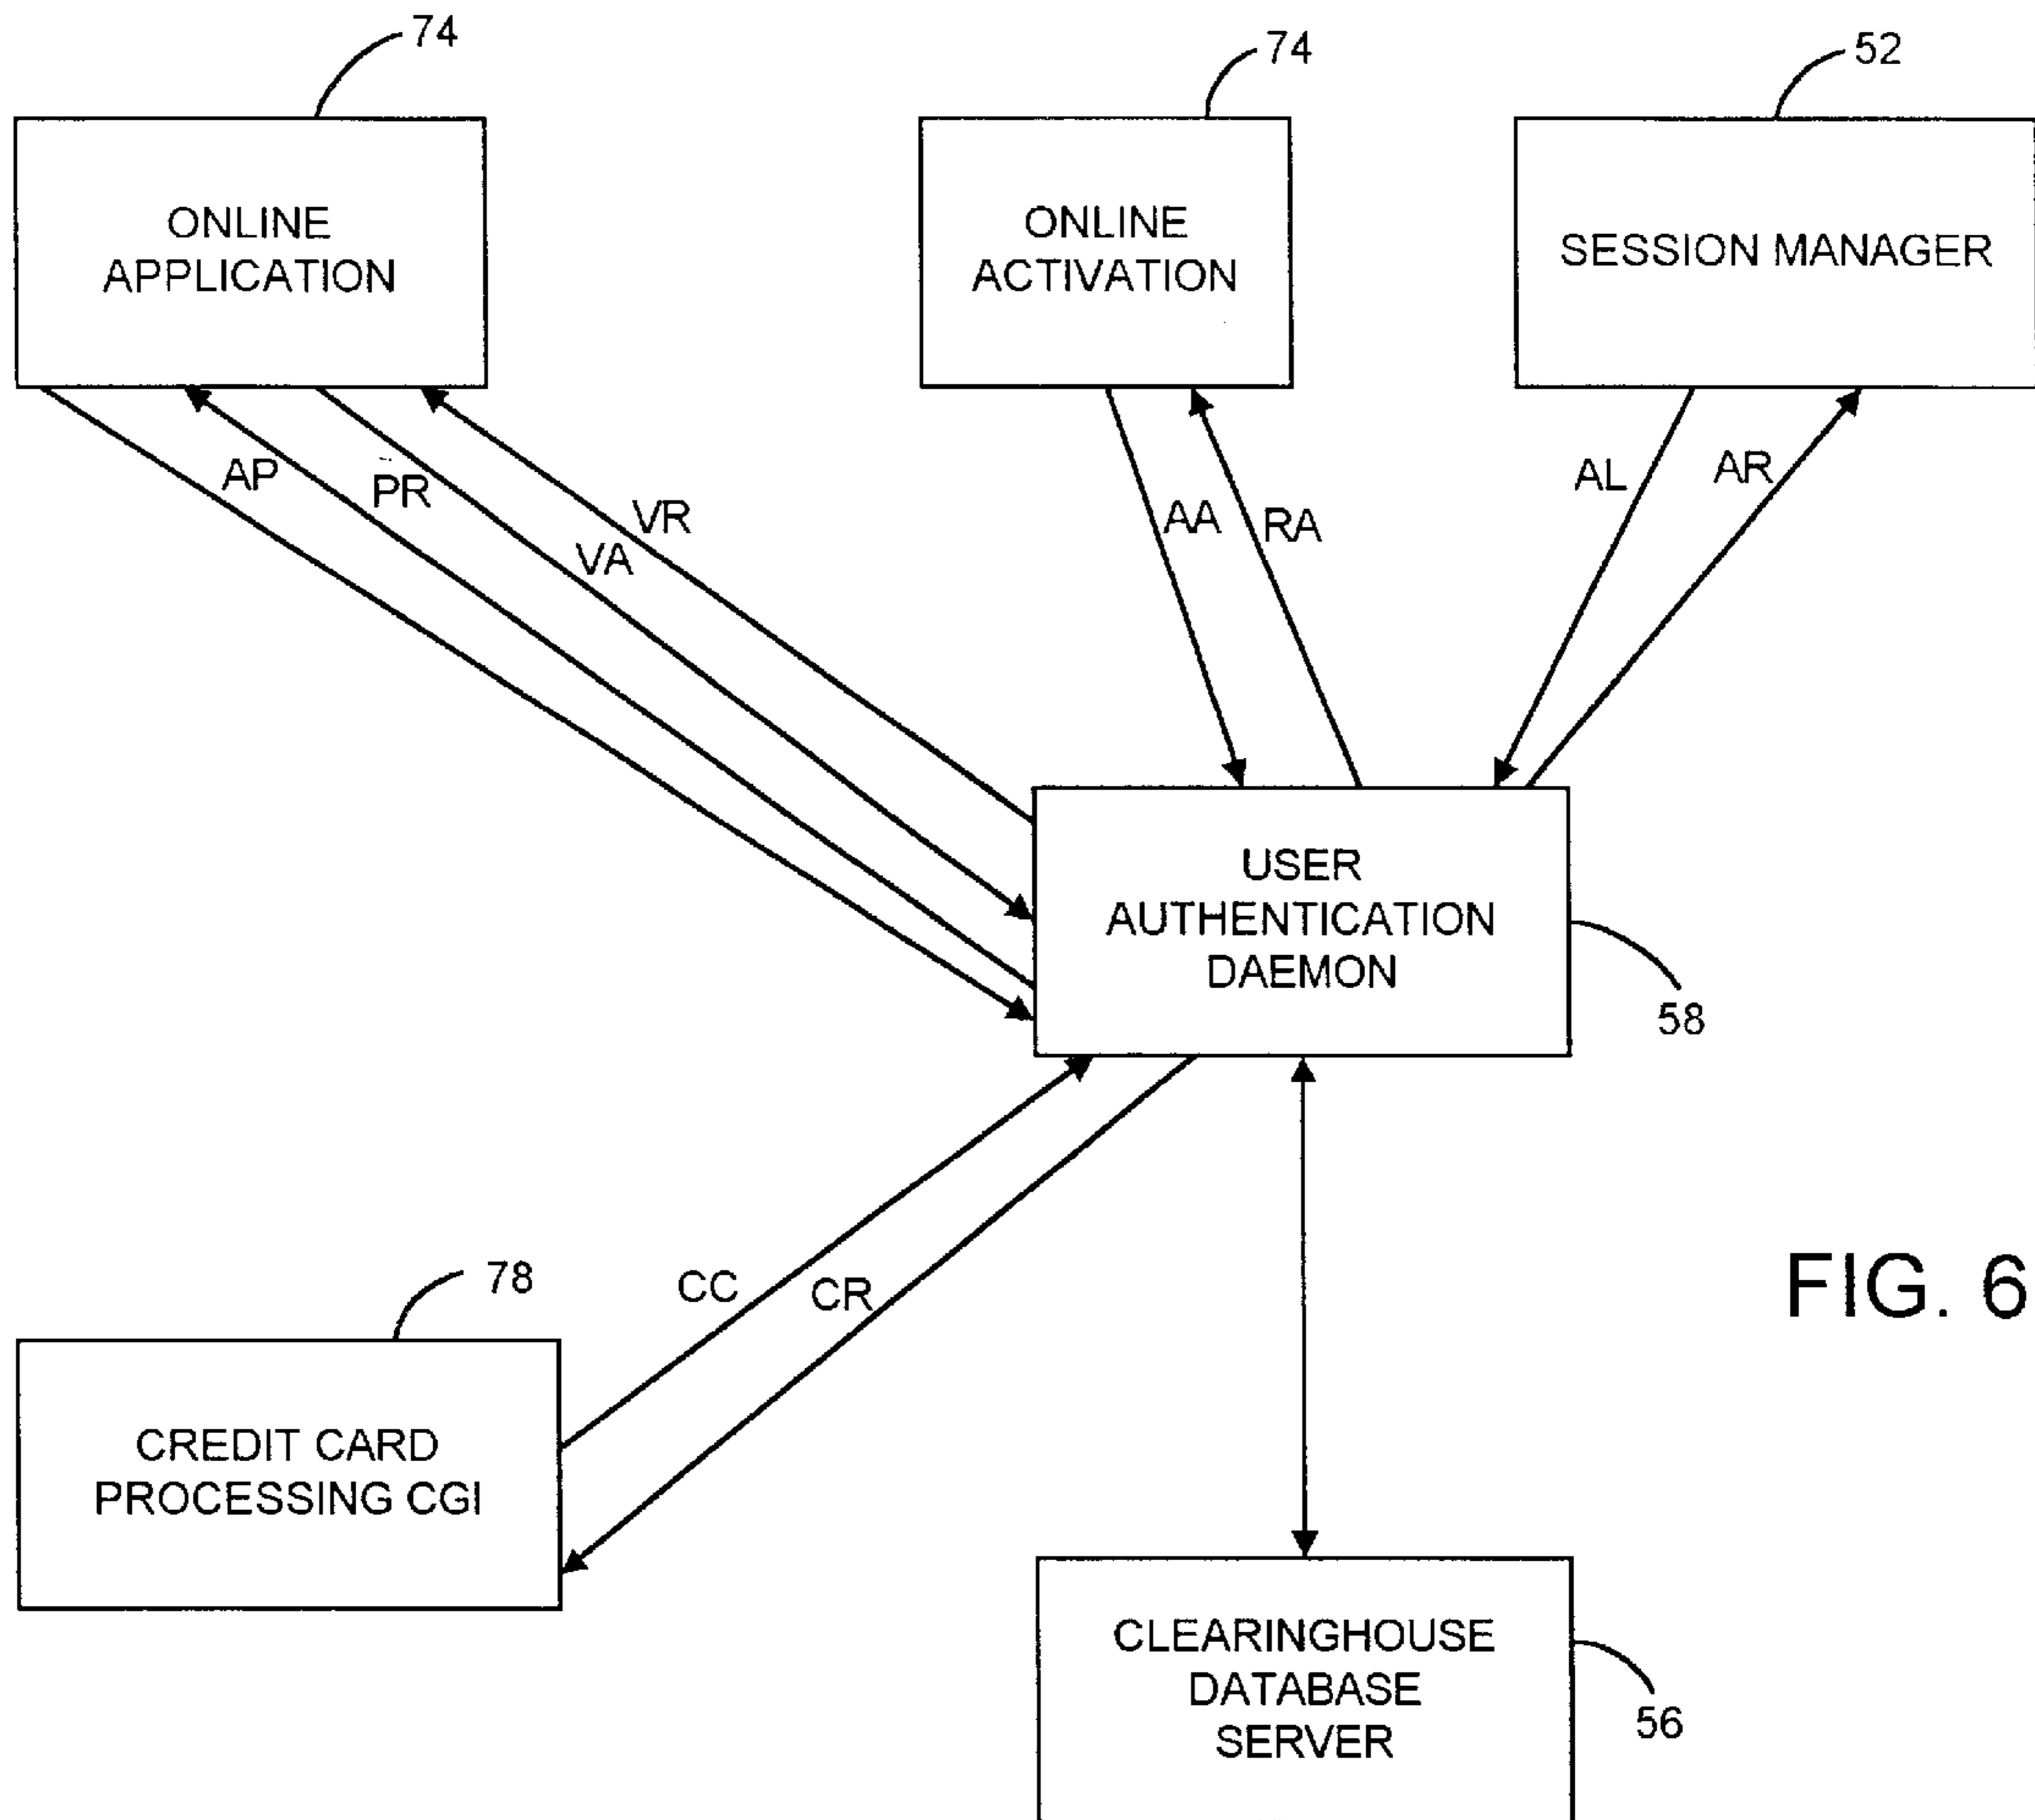 74
74
52
ONLINE
APPLICATION
ONLINE
ACTIVATION
SESSION MANAGER
AP
PR
VR
VA
AA
RA
AL
AR
USER
AUTHENTICATION
DAEMON
58
CC
CR
FIG. 6
78
CREDIT CARD
PROCESSING CGI
CLEARINGHOUSE
DATABASE
SERVER
56